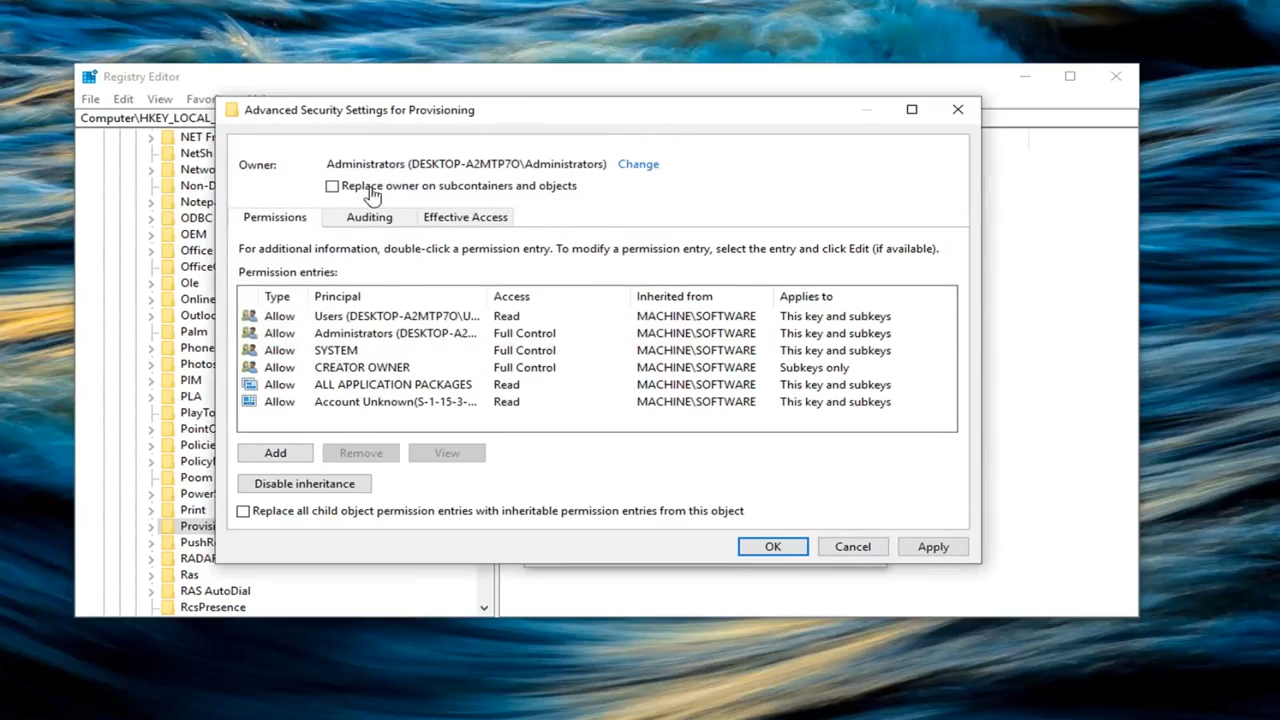 Registry Editor
File Edit View Favor
Computer\HKEY_LOCAL_
NET Fr
NetSh
Netwo
Non-D
Notep
ODBC
OEM
Office
OfficeC
Ole
Online
Outloo
Palm
Phone
Photos
PIM
PLA
PlayTo
PointC
Policie
PolicyM
Poom
PowerS
Print
Provisi
PushRo
RADAR
Ras
RAS AutoDial
RcsPresence
Advanced Security Settings for Provisioning
Owner: Administrators (DESKTOP-A2MTP7O\Administrators) Change
Replace owner on subcontainers and objects
Permissions Auditing Effective Access
For additional information, double-click a permission entry. To modify a permission entry, select the entry and click Edit (if available).
Permission entries:
Type Principal Access Inherited from Applies to
Allow Users (DESKTOP-A2MTP7O\U... Read MACHINE\SOFTWARE This key and subkeys
Allow Administrators (DESKTOP-A2... Full Control MACHINE\SOFTWARE This key and subkeys
Allow SYSTEM Full Control MACHINE\SOFTWARE This key and subkeys
Allow CREATOR OWNER Full Control MACHINE\SOFTWARE Subkeys only
Allow ALL APPLICATION PACKAGES Read MACHINE\SOFTWARE This key and subkeys
Allow Account Unknown(S-1-15-3-... Read MACHINE\SOFTWARE This key and subkeys
Add Remove View
Disable inheritance
Replace all child object permission entries with inheritable permission entries from this object
OK Cancel Apply